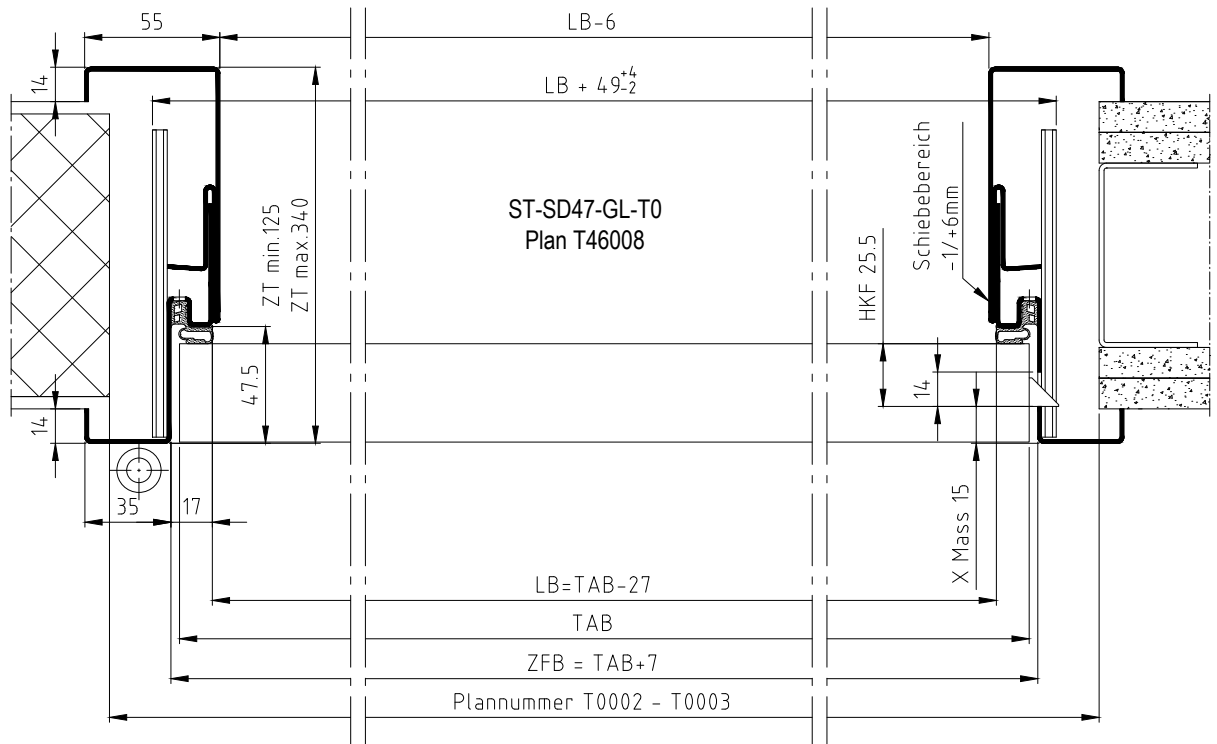 55
LB-6
14
LB + 49 +4 -2
ZT min.125
ZT max.340
ST-SD47-GL-T0
Plan T46008
Schiebebereich
-1/+6mm
HKF 25.5
47.5
14
14
35
17
X Mass 15
LB=TAB-27
TAB
ZFB = TAB+7
Plannummer T0002 - T0003